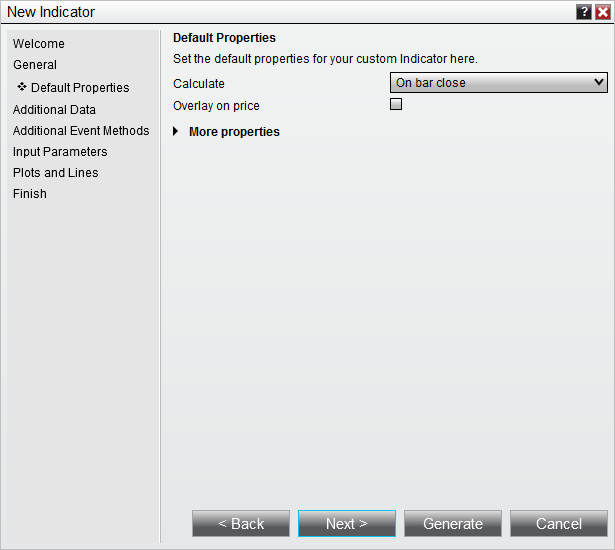 New Indicator
?
Welcome
General
Default Properties
Additional Data
Additional Event Methods
Input Parameters
Plots and Lines
Finish
Default Properties
Set the default properties for your custom Indicator here.
Calculate
On bar close
Overlay on price
More properties
< Back
Next >
Generate
Cancel